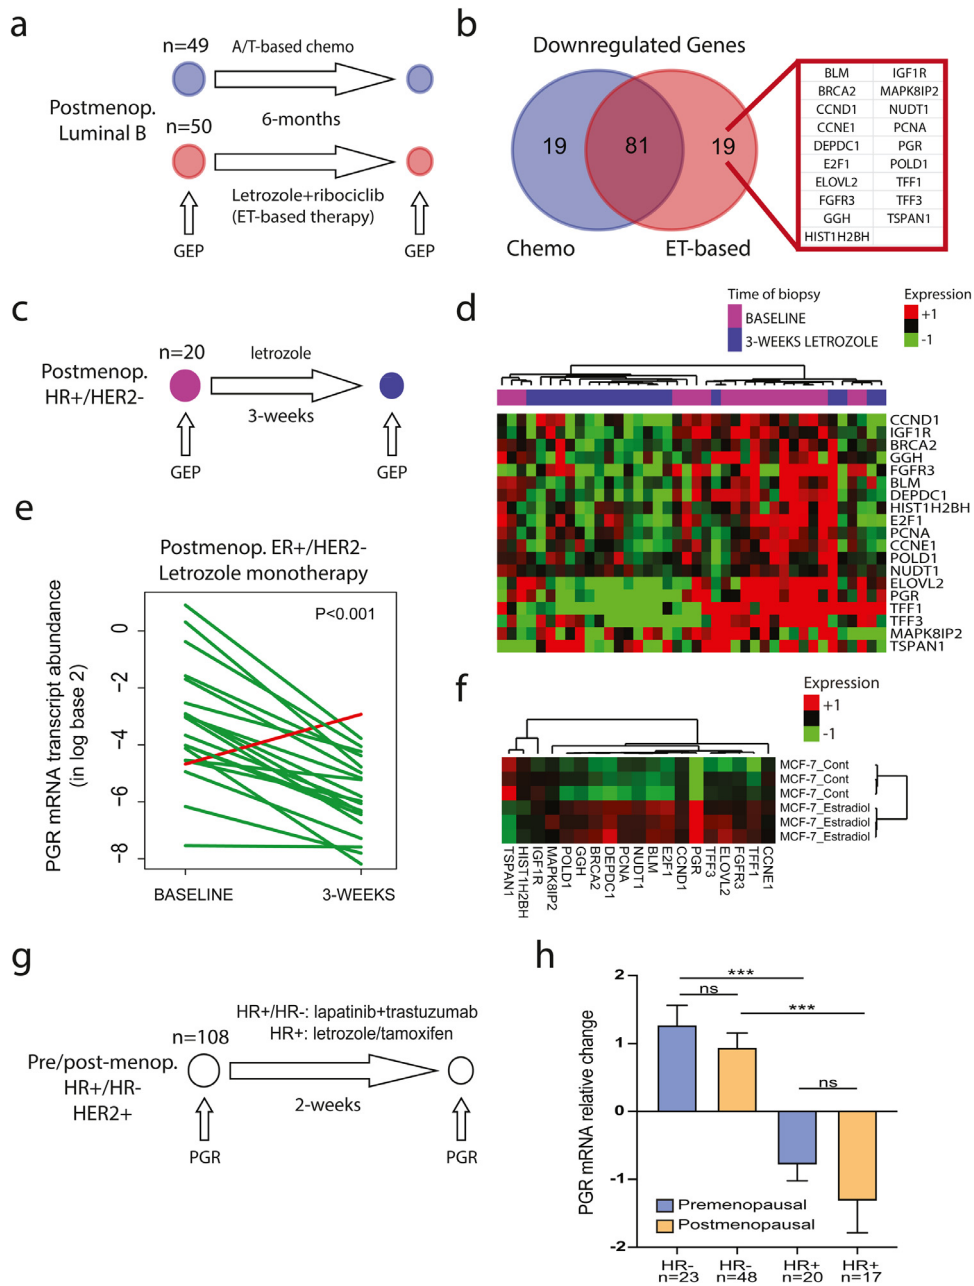 a
n=49
A/T-based chemo
Postmenop.
Luminal B
n=50
6-months
Letrozole+ribociclib
(ET-based therapy)
GEP
GEP
b
Downregulated Genes
19
81
19
Chemo
ET-based
BLM
IGF1R
BRCA2
MAPK8IP2
CCND1
NUDT1
CCNE1
PCNA
DEPDC1
PGR
E2F1
POLD1
ELOVL2
TFF1
FGFR3
TFF3
GGH
TSPAN1
HIST1H2BH
c
n=20
letrozole
Postmenop.
HR+/HER2-
3-weeks
GEP
GEP
d
Time of biopsy
BASELINE
3-WEEKS LETROZOLE
Expression
+1
-1
CCND1
IGF1R
BRCA2
GGH
FGFR3
BLM
DEPDC1
HIST1H2BH
E2F1
PCNA
CCNE1
POLD1
NUDT1
ELOVL2
PGR
TFF1
TFF3
MAPK8IP2
TSPAN1
e
Postmenop. ER+/HER2-
Letrozole monotherapy
P<0.001
PGR mRNA transcript abundance
(in log base 2)
0
-2
-4
-6
-8
BASELINE
3-WEEKS
f
Expression
+1
-1
MCF-7_Cont
MCF-7_Cont
MCF-7_Cont
MCF-7_Estradiol
MCF-7_Estradiol
MCF-7_Estradiol
TSPAN1
HIST1H2BH
IGF1R
MAPK8IP2
POLD1
GGH
BRCA2
DEPDC1
PCNA
NUDT1
BLM
E2F1
CCND1
PGR
TFF3
ELOVL2
FGFR3
TFF1
CCNE1
g
HR+/HR-: lapatinib+trastuzumab
HR+: letrozole/tamoxifen
n=108
Pre/post-menop.
HR+/HR-
HER2+
2-weeks
PGR
PGR
h
PGR mRNA relative change
2
1
0
-1
-2
***
ns
***
ns
Premenopausal
Postmenopausal
HR-
n=23
HR-
n=48
HR+
n=20
HR+
n=17